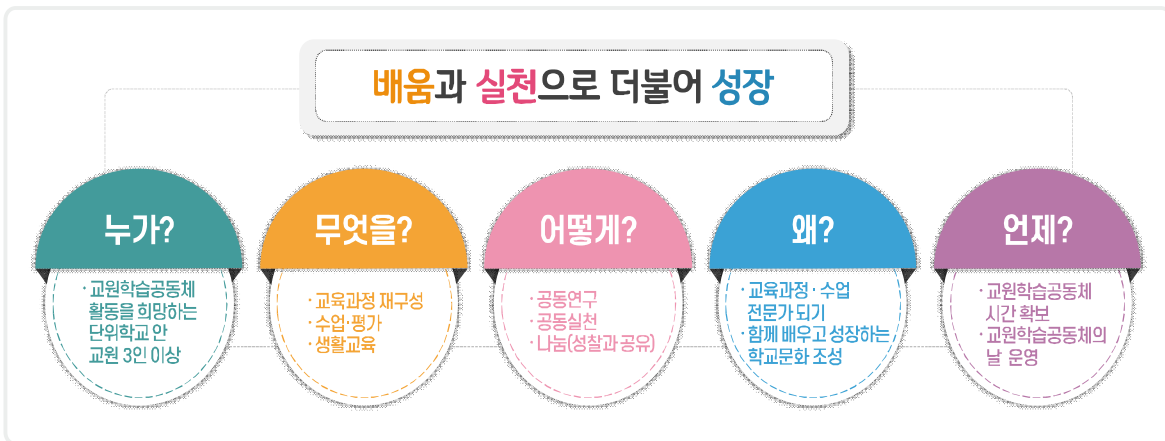 배움과 실천으로 더불어 성장
누가?
· 교원학습공동체
활동을 희망하는
단위학교 안
교원 3인 이상
무엇을?
· 교육과정 재구성
· 수업·평가
· 생활교육
어떻게?
· 공동연구
· 공동실천
· 나눔(성찰과 공유)
왜?
· 교육과정 · 수업
전문가 되기
· 함께 배우고 성장하는
학교문화 조성
언제?
· 교원학습공동체
시간 확보
· 교원학습공동체의
날 운영